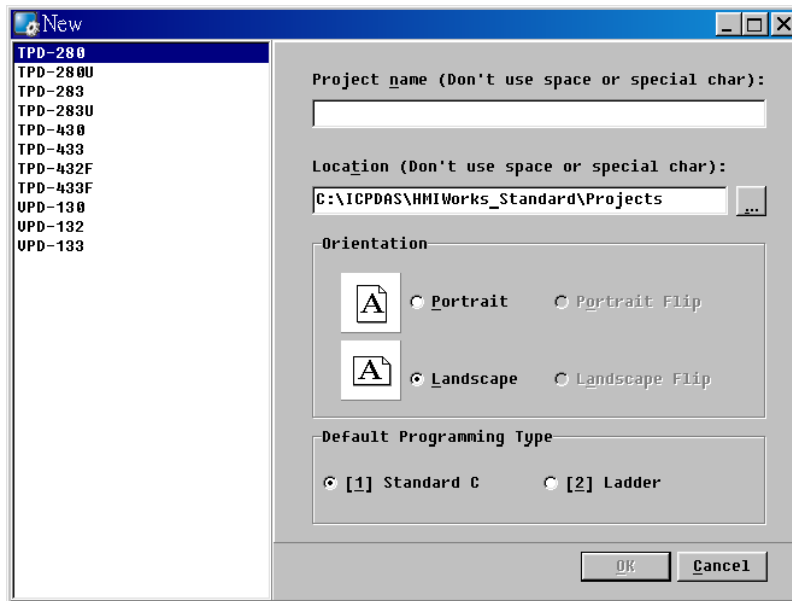 New
TPD-280
TPD-280U
TPD-283
TPD-283U
TPD-430
TPD-433
TPD-432F
TPD-433F
VPD-130
VPD-132
VPD-133
Project name (Don't use space or special char):
Location (Don't use space or special char):
C:\ICPDAS\HMIWorks_Standard\Projects
...
Orientation
A
Portrait
Portrait Flip
A
Landscape
Landscape Flip
Default Programming Type
[1] Standard C
[2] Ladder
OK
Cancel